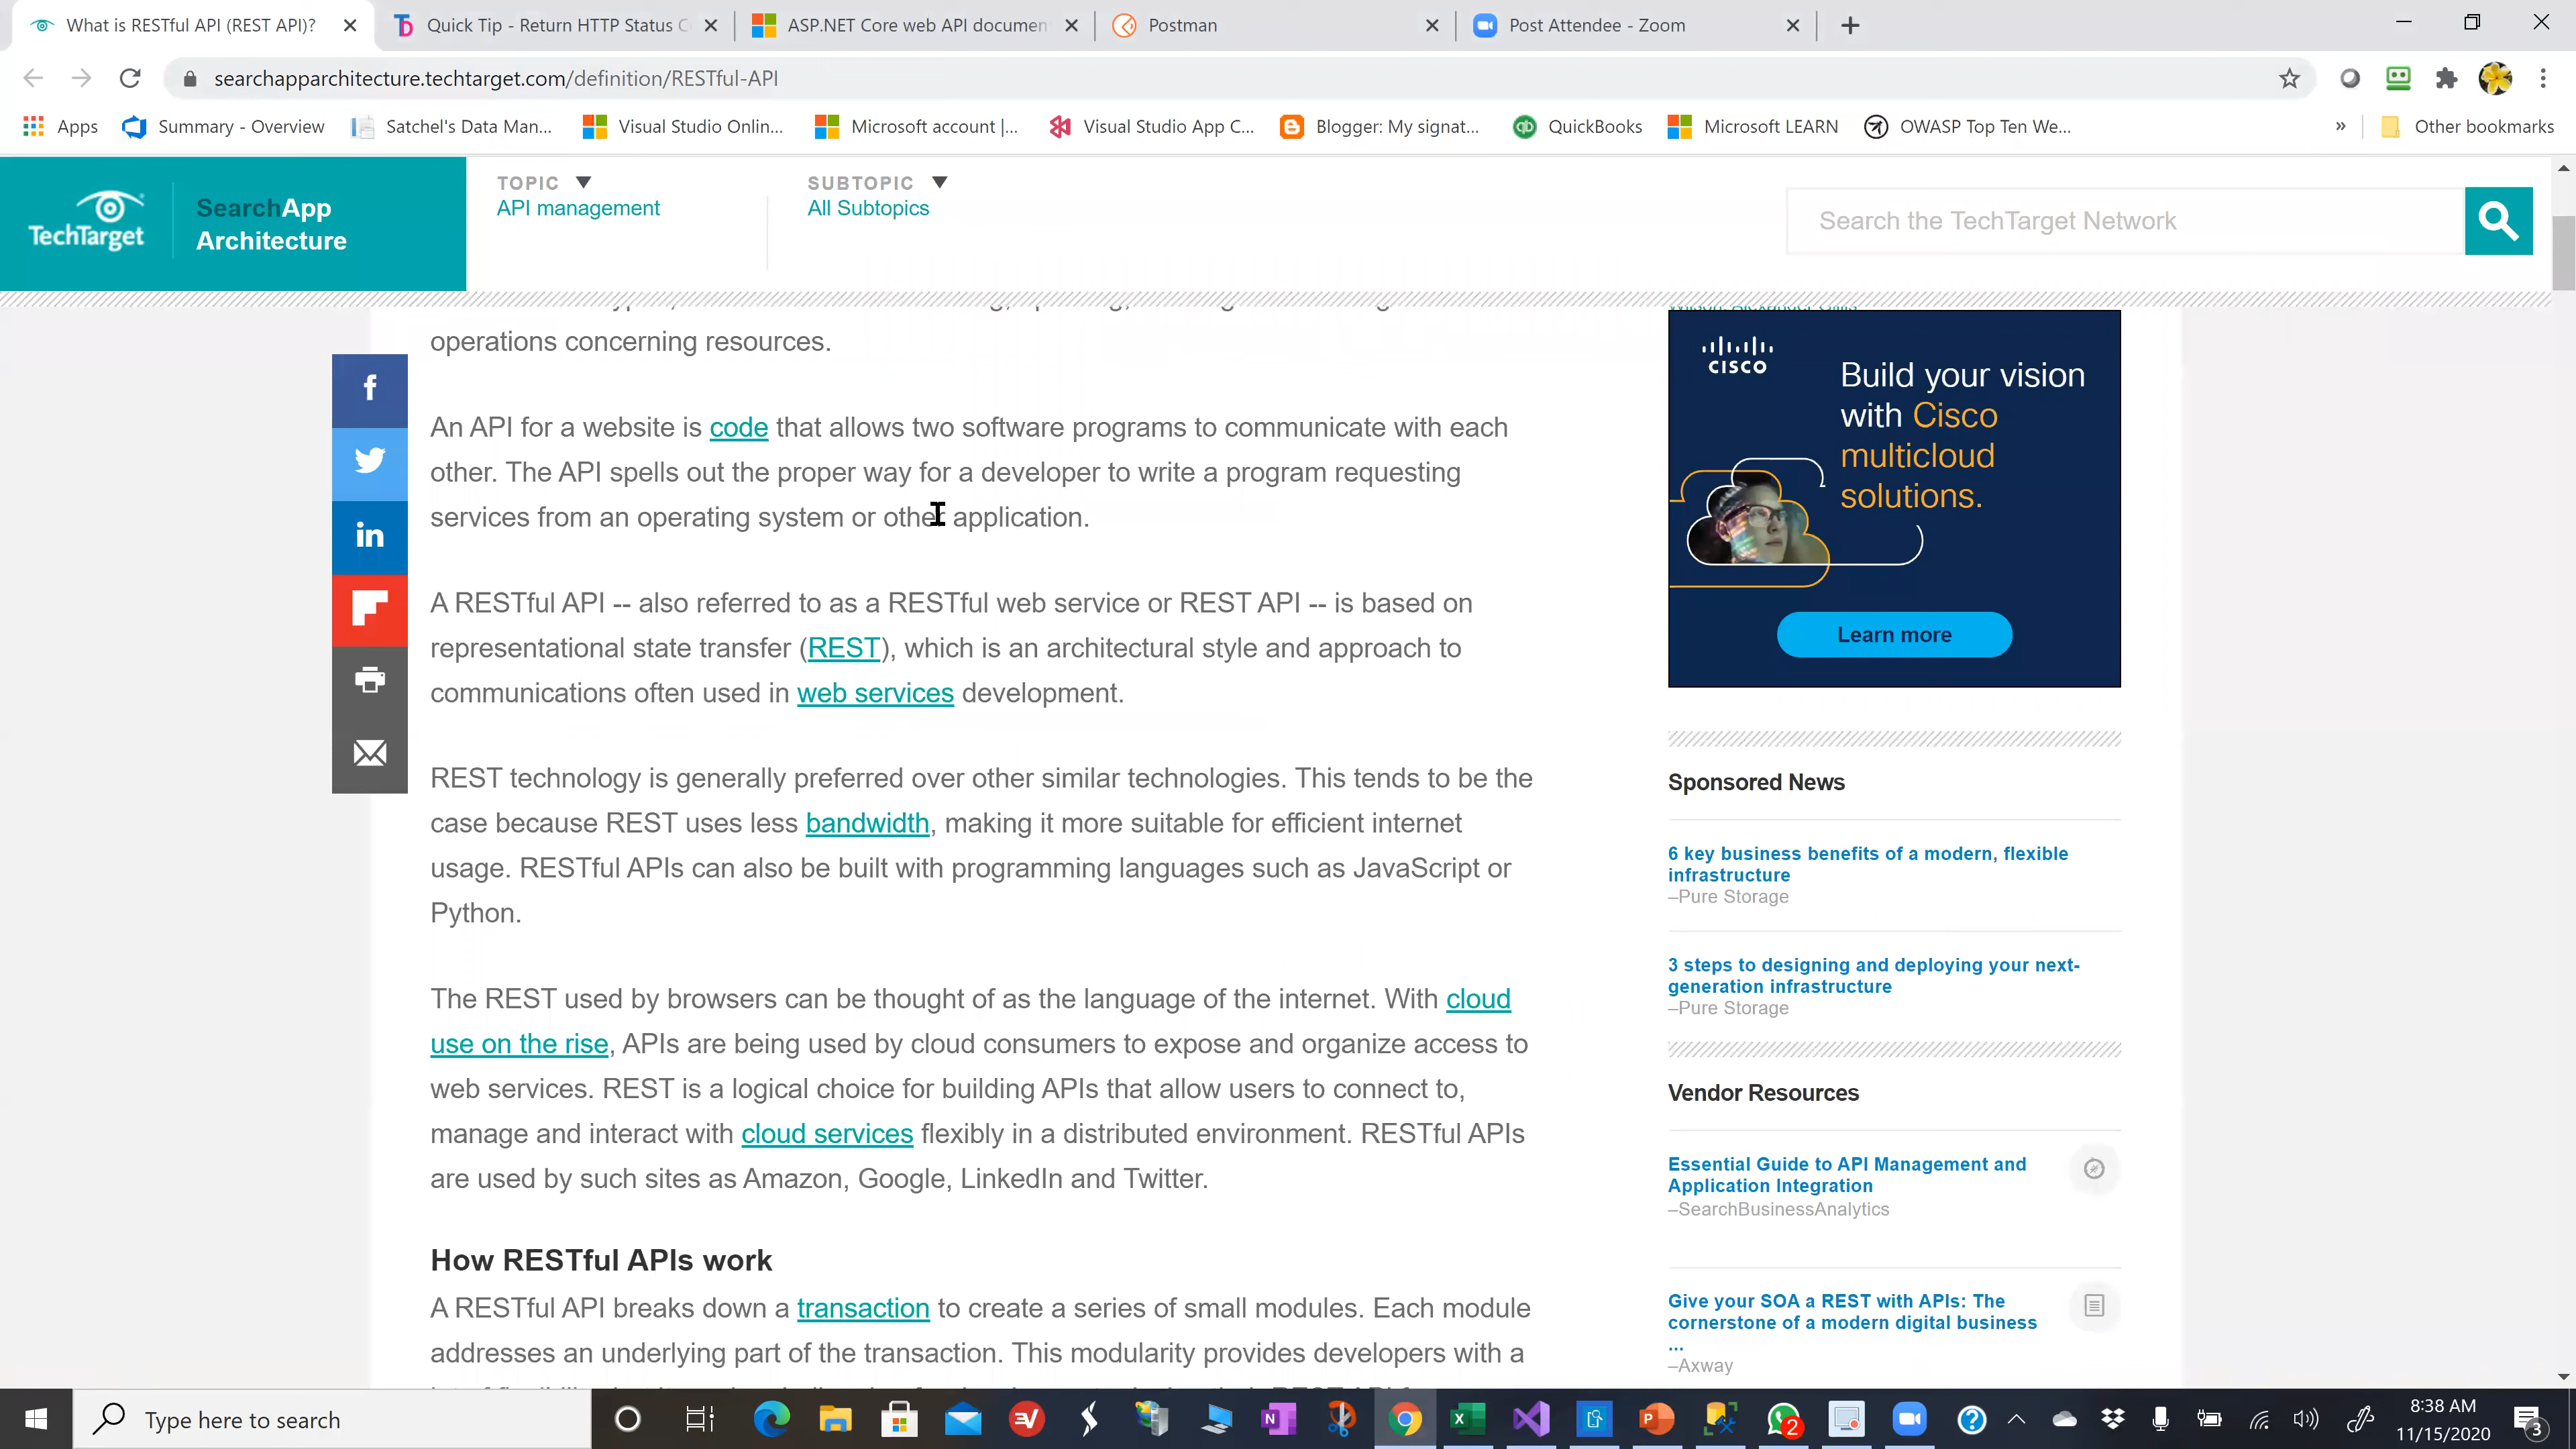 What is RESTful API (REST API)?
Quick Tip - Return HTTP Status C
ASP.NET Core web API documen
Postman
Post Attendee - Zoom
searchapparchitecture.techtarget.com/definition/RESTful-API
Apps
Summary - Overview
Satchel's Data Man...
Visual Studio Onlin...
Microsoft account |...
Visual Studio App C...
Blogger: My signat...
QuickBooks
Microsoft LEARN
OWASP Top Ten We...
»
Other bookmarks
TechTarget
SearchApp
Architecture
TOPIC
API management
SUBTOPIC
All Subtopics
Search the TechTarget Network
operations concerning resources.
An API for a website is code that allows two software programs to communicate with each
other. The API spells out the proper way for a developer to write a program requesting
services from an operating system or other application.
A RESTful API -- also referred to as a RESTful web service or REST API -- is based on
representational state transfer (REST), which is an architectural style and approach to
communications often used in web services development.
REST technology is generally preferred over other similar technologies. This tends to be the
case because REST uses less bandwidth, making it more suitable for efficient internet
usage. RESTful APIs can also be built with programming languages such as JavaScript or
Python.
The REST used by browsers can be thought of as the language of the internet. With cloud
use on the rise, APIs are being used by cloud consumers to expose and organize access to
web services. REST is a logical choice for building APIs that allow users to connect to,
manage and interact with cloud services flexibly in a distributed environment. RESTful APIs
are used by such sites as Amazon, Google, LinkedIn and Twitter.
How RESTful APIs work
A RESTful API breaks down a transaction to create a series of small modules. Each module
addresses an underlying part of the transaction. This modularity provides developers with a
CISCO
Build your vision
with Cisco
multicloud
solutions.
Learn more
Sponsored News
6 key business benefits of a modern, flexible
infrastructure
–Pure Storage
3 steps to designing and deploying your next-
generation infrastructure
–Pure Storage
Vendor Resources
Essential Guide to API Management and
Application Integration
–SearchBusinessAnalytics
Give your SOA a REST with APIs: The
cornerstone of a modern digital business
...
–Axway
Type here to search
2
8:38 AM
11/15/2020
3